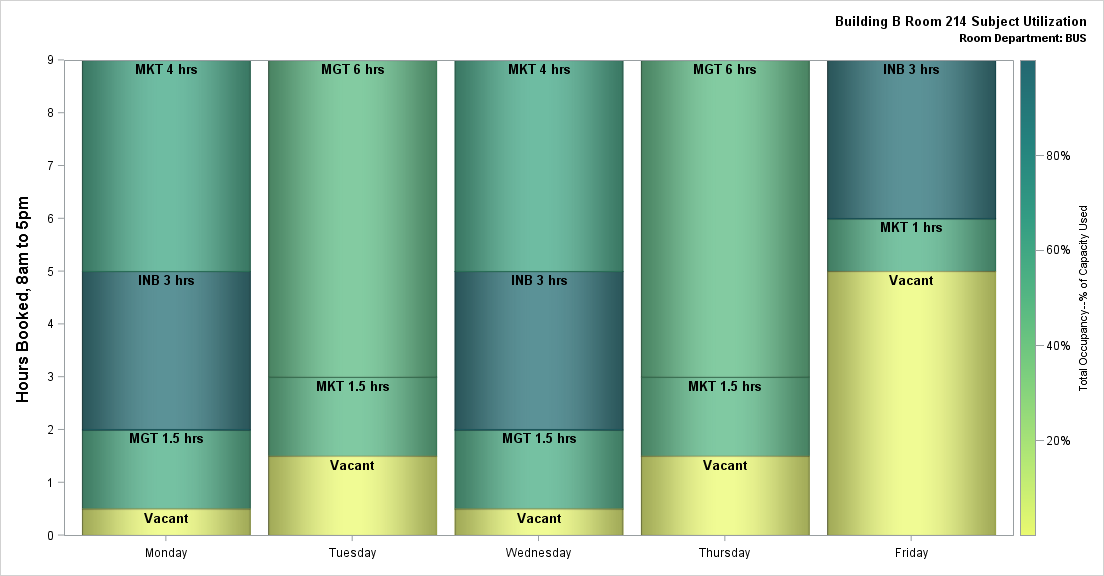 Building B Room 214 Subject Utilization
Room Department: BUS
Hours Booked, 8am to 5pm
9
8
7
6
5
4
3
2
1
0
MKT 4 hrs
INB 3 hrs
MGT 1.5 hrs
Vacant
MGT 6 hrs
MKT 1.5 hrs
Vacant
MKT 4 hrs
INB 3 hrs
MGT 1.5 hrs
Vacant
MGT 6 hrs
MKT 1.5 hrs
Vacant
INB 3 hrs
MKT 1 hrs
Vacant
Monday
Tuesday
Wednesday
Thursday
Friday
80%
60%
40%
20%
Total Occupancy--% of Capacity Used